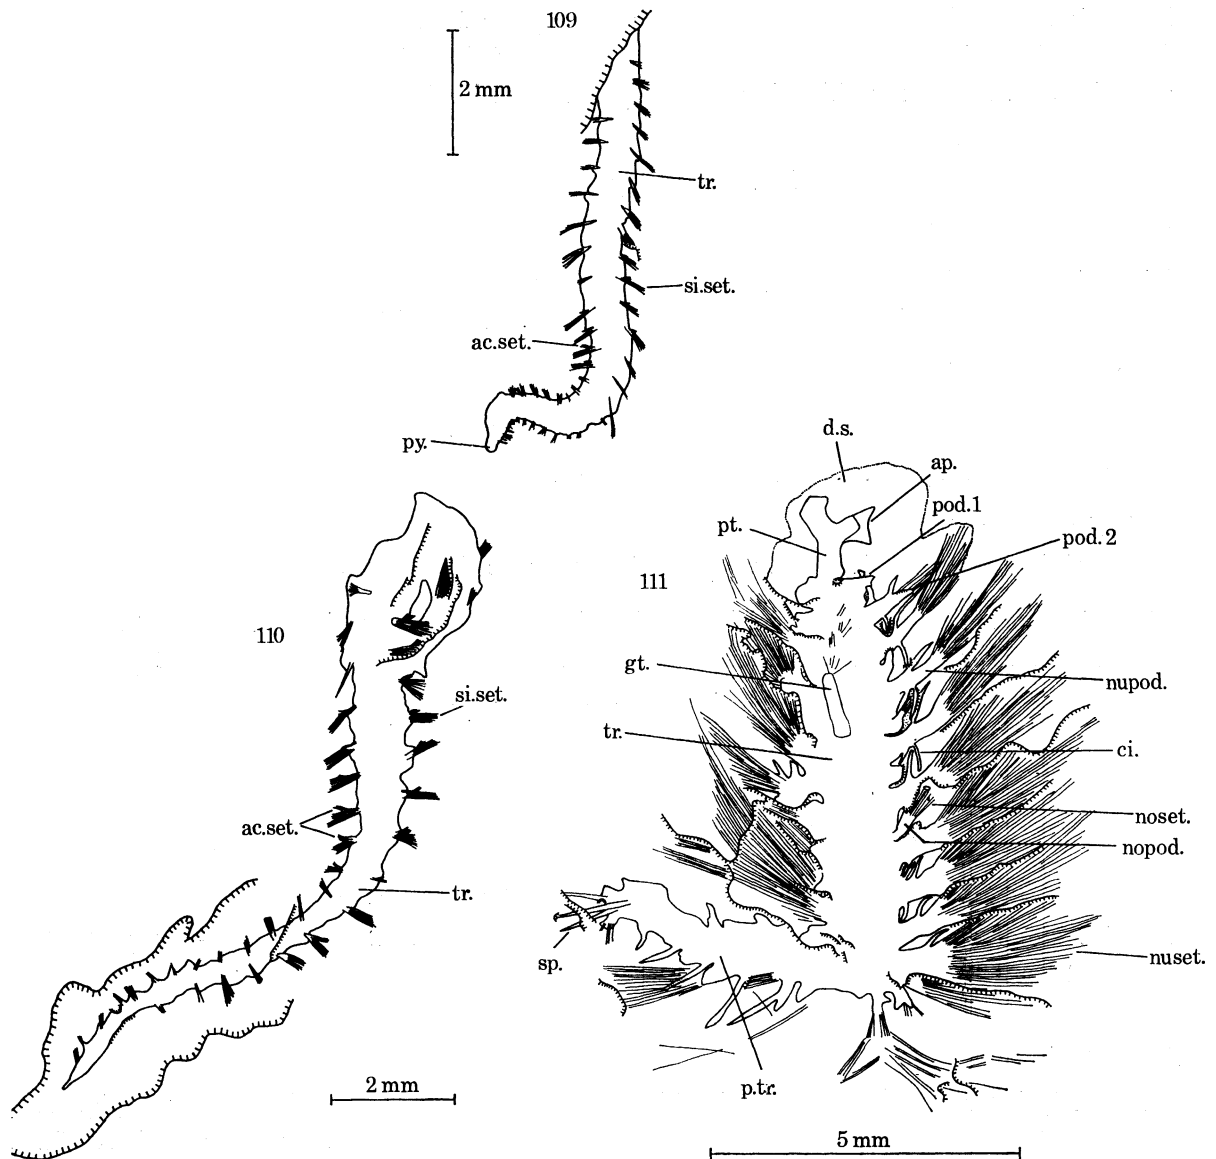 109
2 mm
tr.
si.set.
ac.set.
py.
d.s.
ap.
pod.1
pt.
pod.2
111
110
gt.
nupod.
si.set.
tr.
ci.
noset.
ac.set.
nopod.
tr.
sp.
nuset.
2 mm
p.tr.
5 mm